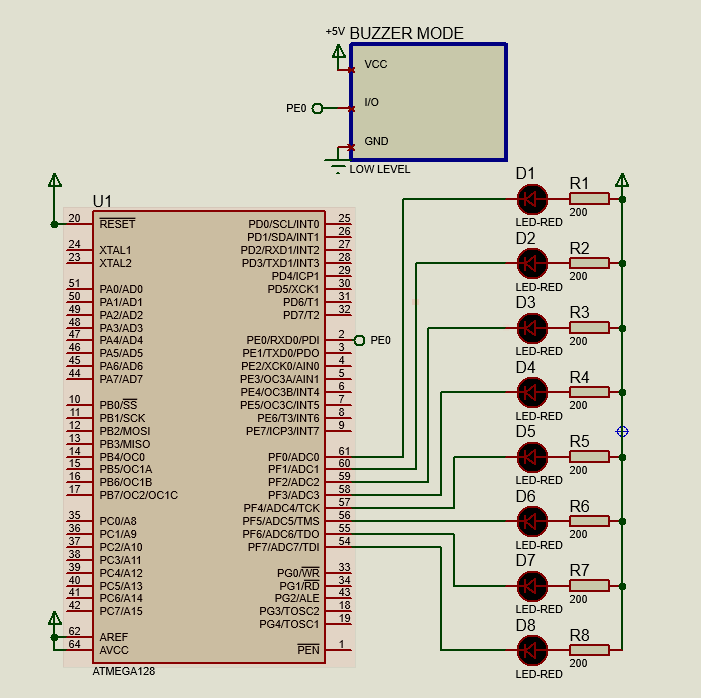 +5V BUZZER MODE
VCC
PE0 I/O
GND
LOW LEVEL
U1
20 RESET PD0/SCL/INT0 25
PD1/SDA/INT1 26
24 XTAL1 PD2/RXD1/INT2 27
23 XTAL2 PD3/TXD1/INT3 28
PD4/ICP1 29
51 PA0/AD0 PD5/XCK1 30
50 PA1/AD1 PD6/T1 31
49 PA2/AD2 PD7/T2 32
48 PA3/AD3
47 PA4/AD4 PE0/RXD0/PDI 2 PE0
46 PA5/AD5 PE1/TXD0/PDO 3
45 PA6/AD6 PE2/XCK0/AIN0 4
44 PA7/AD7 PE3/OC3A/AIN1 5
PE4/OC3B/INT4 6
10 PB0/SS PE5/OC3C/INT5 7
11 PB1/SCK PE6/T3/INT6 8
12 PB2/MOSI PE7/ICP3/INT7 9
13 PB3/MISO
14 PB4/OC0 PF0/ADC0 61
15 PB5/OC1A PF1/ADC1 60
16 PB6/OC1B PF2/ADC2 59
17 PB7/OC2/OC1C PF3/ADC3 58
PF4/ADC4/TCK 57
35 PC0/A8 PF5/ADC5/TMS 56
36 PC1/A9 PF6/ADC6/TDO 55
37 PC2/A10 PF7/ADC7/TDI 54
38 PC3/A11
39 PC4/A12 PG0/WR 33
40 PC5/A13 PG1/RD 34
41 PC6/A14 PG2/ALE 43
42 PC7/A15 PG3/TOSC2 18
PG4/TOSC1 19
62 AREF
64 AVCC PEN 1
ATMEGA128
D1 R1
LED-RED 200
D2 R2
LED-RED 200
D3 R3
LED-RED 200
D4 R4
LED-RED 200
D5 R5
LED-RED 200
D6 R6
LED-RED 200
D7 R7
LED-RED 200
D8 R8
LED-RED 200